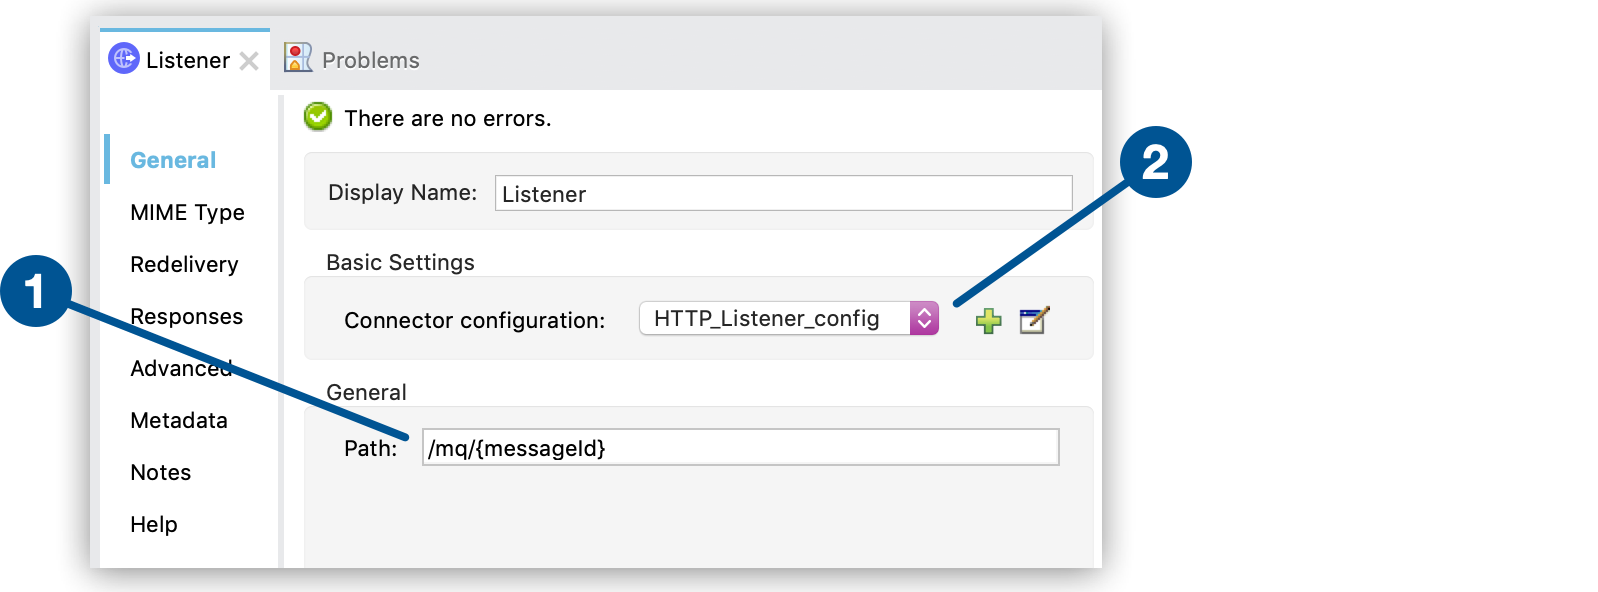 Listener
Problems
There are no errors.
General
MIME Type
Redelivery
Responses
Advanced
Metadata
Notes
Help
Display Name: Listener
Basic Settings
Connector configuration: HTTP_Listener_config
General
Path: /mq/{messageId}
1
2